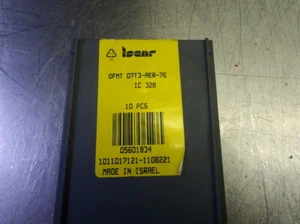 iscar
OFMT 07T3-AER-76
IC 328
10 PCS
05601834
1011017121-1108221
MADE IN ISRAEL